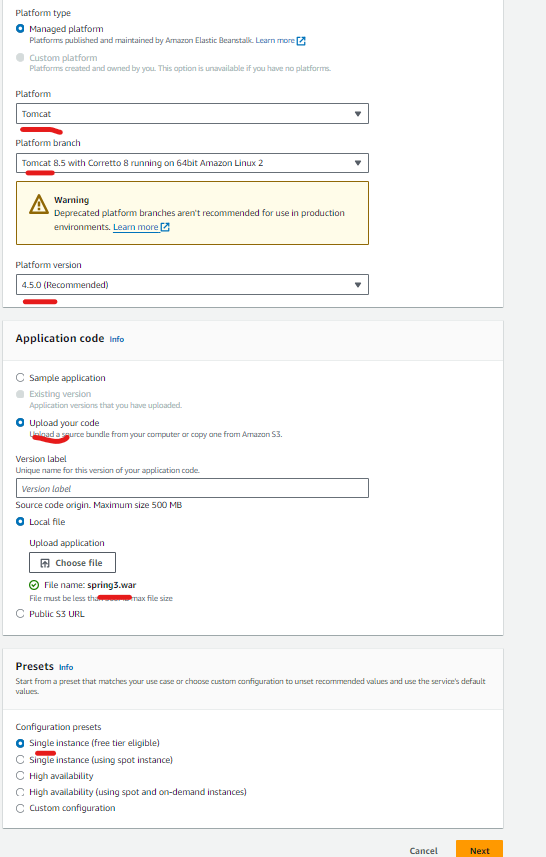 Platform type
Managed platform
Platforms published and maintained by Amazon Elastic Beanstalk. Learn more
Custom platform
Platforms created and owned by you. This option is unavailable if you have no platforms.
Platform
Tomcat
Platform branch
Tomcat 8.5 with Corretto 8 running on 64bit Amazon Linux 2
Warning
Deprecated platform branches aren't recommended for use in production
environments. Learn more
Platform version
4.5.0 (Recommended)
Application code Info
Sample application
Existing version
Application versions that you have uploaded.
Upload your code
Upload a source bundle from your computer or copy one from Amazon S3.
Version label
Unique name for this version of your application code.
Version label
Source code origin. Maximum size 500 MB
Local file
Upload application
Choose file
File name: spring3.war
File must be less than max file size
Public S3 URL
Presets Info
Start from a preset that matches your use case or choose custom configuration to unset recommended values and use the service's default
values.
Configuration presets
Single instance (free tier eligible)
Single instance (using spot instance)
High availability
High availability (using spot and on-demand instances)
Custom configuration
Cancel
Next